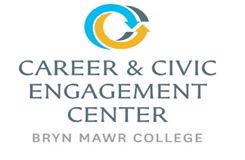 CAREER & CIVIC
ENGAGEMENT
CENTER
BRYN MAWR COLLEGE